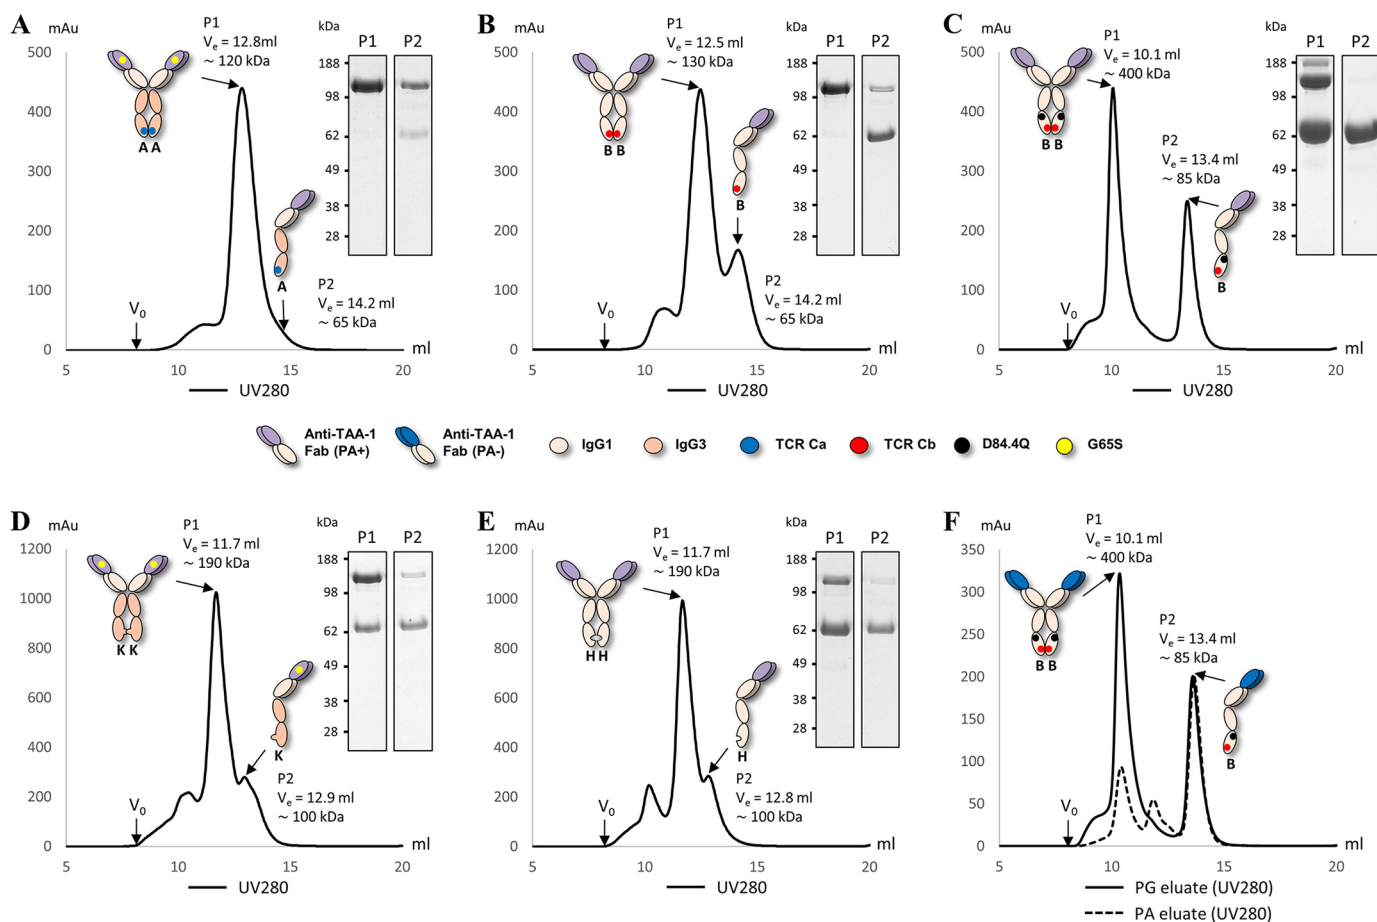 A
mAu
P1
Ve = 12.8ml
~ 120 kDa
kDa
P1 P2
500
400
300
200
100
0
188
98
62
49
38
28
A A
A
P2
Ve = 14.2 ml
~ 65 kDa
V0
ml
5 10 15 20
UV280
B
mAu
P1
Ve = 12.5 ml
~ 130 kDa
kDa
P1 P2
500
400
300
200
100
0
188
98
62
49
38
28
B B
B
P2
Ve = 14.2 ml
~ 65 kDa
V0
ml
5 10 15 20
UV280
C
mAu
P1
Ve = 10.1 ml
~ 400 kDa
kDa
P1 P2
500
400
300
200
100
0
188
98
62
49
38
28
B B
P2
Ve = 13.4 ml
~ 85 kDa
B
V0
ml
5 10 15 20
UV280
Anti-TAA-1
Fab (PA+)
Anti-TAA-1
Fab (PA-)
IgG1
IgG3
TCR Ca
TCR Cb
D84.4Q
G65S
D
mAu
P1
Ve = 11.7 ml
~ 190 kDa
kDa
P1 P2
1200
1000
800
600
400
200
0
188
98
62
49
38
28
K K
K
P2
Ve = 12.9 ml
~ 100 kDa
V0
ml
5 10 15 20
UV280
E
mAu
P1
Ve = 11.7 ml
~ 190 kDa
kDa
P1 P2
1200
1000
800
600
400
200
0
188
98
62
49
38
28
H H
H
P2
Ve = 12.8 ml
~ 100 kDa
V0
ml
5 10 15 20
UV280
F
mAu
P1
Ve = 10.1 ml
~ 400 kDa
350
300
250
200
150
100
50
0
B B
P2
Ve = 13.4 ml
~ 85 kDa
B
V0
ml
5 10 15 20
PG eluate (UV280)
PA eluate (UV280)